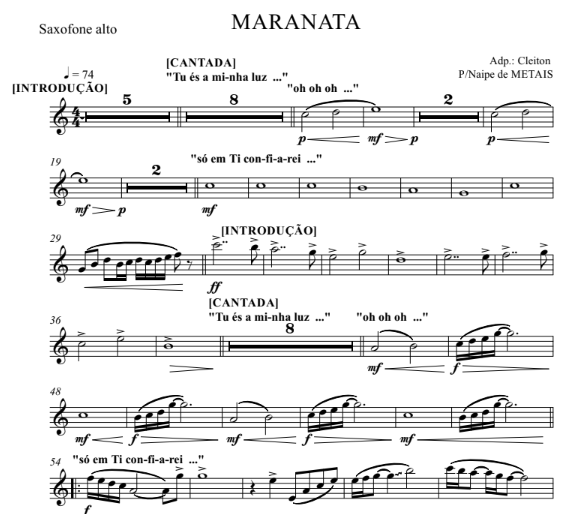 MARANATA
Saxofone alto
[CANTADA]
Adp.: Cleiton
♩ = 74
"Tu és a mi-nha luz ..."
P/Naipe de METAIS
[INTRODUÇÃO]
"oh oh oh ..."
5 8 2
p mf p p
19
"só em Ti con-fi-a-rei ..."
2
mf p mf
29
[INTRODUÇÃO]
ff
[CANTADA]
36
"Tu és a mi-nha luz ..." "oh oh oh ..."
8
mf f
48
mf f mf f mf f
54 "só em Ti con-fi-a-rei ..."
f